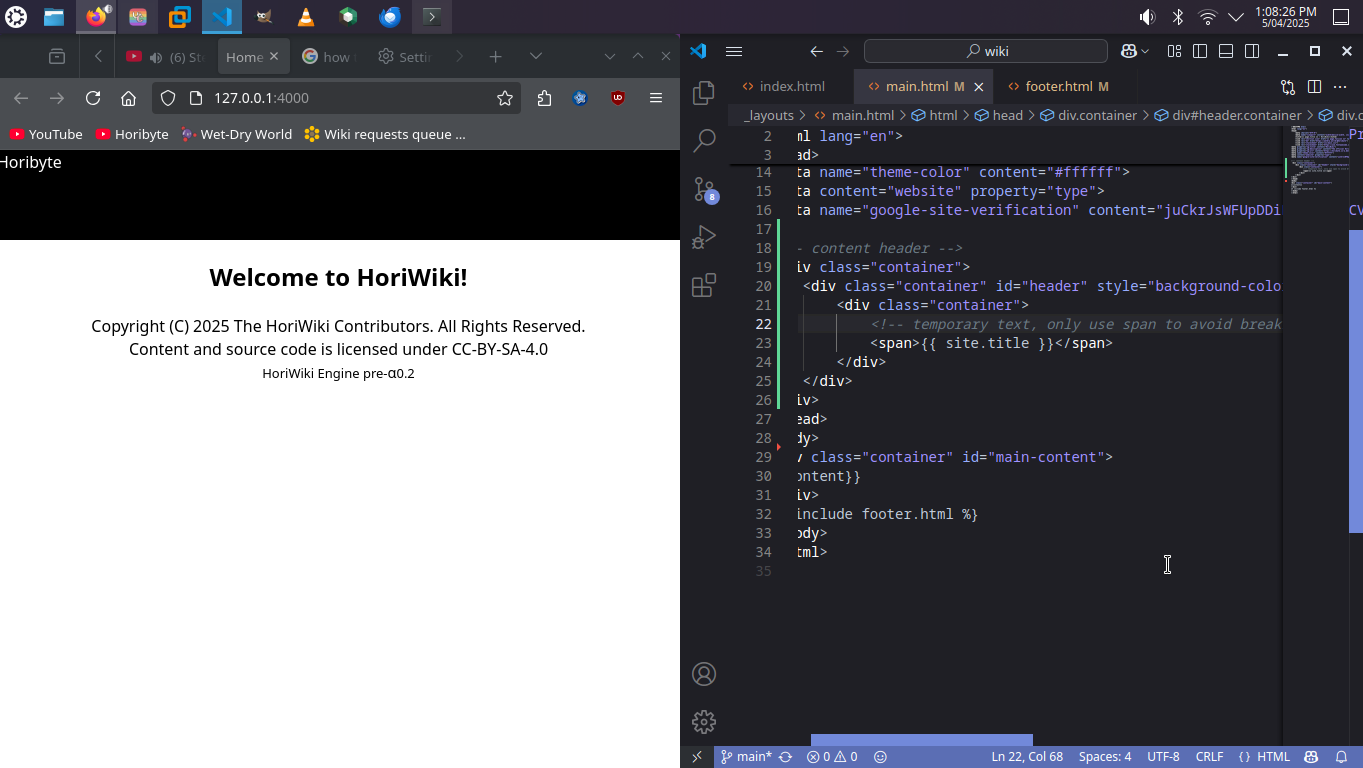 1:08:26 PM
5/04/2025
(6) Ste
Home
how
Settin
127.0.0.1:4000
YouTube
Horibyte
Wet-Dry World
Wiki requests queue ...
Horibyte
Welcome to HoriWiki!
Copyright (C) 2025 The HoriWiki Contributors. All Rights Reserved.
Content and source code is licensed under CC-BY-SA-4.0
HoriWiki Engine pre-α0.2
wiki
index.html
main.html M
footer.html M
_layouts > main.html > html > head > div.container > div#header.container > div.c
2 ml lang="en">
3 ad>
14 ta name="theme-color" content="#ffffff">
15 ta content="website" property="type">
16 ta name="google-site-verification" content="juCkrJsWFUpDDi
17
18 - content header -->
19 iv class="container">
20 <div class="container" id="header" style="background-colo
21 <div class="container">
22 <!-- temporary text, only use span to avoid break
23 <span>{{ site.title }}</span>
24 </div>
25 </div>
26 iv>
27 ead>
28 dy>
29 v class="container" id="main-content">
30 ontent}}
31 iv>
32 include footer.html %}
33 ody>
34 tml>
35
8
main*
0
0
Ln 22, Col 68
Spaces: 4
UTF-8
CRLF
{ } HTML